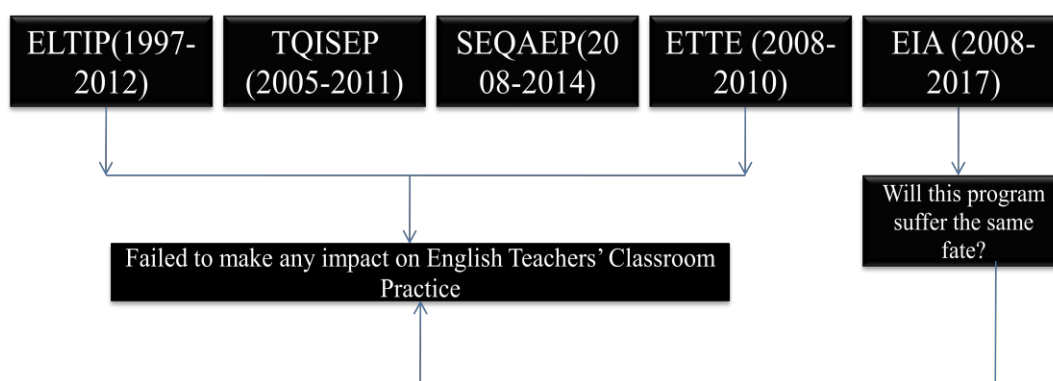 ELTIP(1997-
2012)
TQISEP
(2005-2011)
SEQAEP(20
08-2014)
ETTE (2008-
2010)
EIA (2008-
2017)
Will this program
suffer the same
fate?
Failed to make any impact on English Teachers’ Classroom
Practice